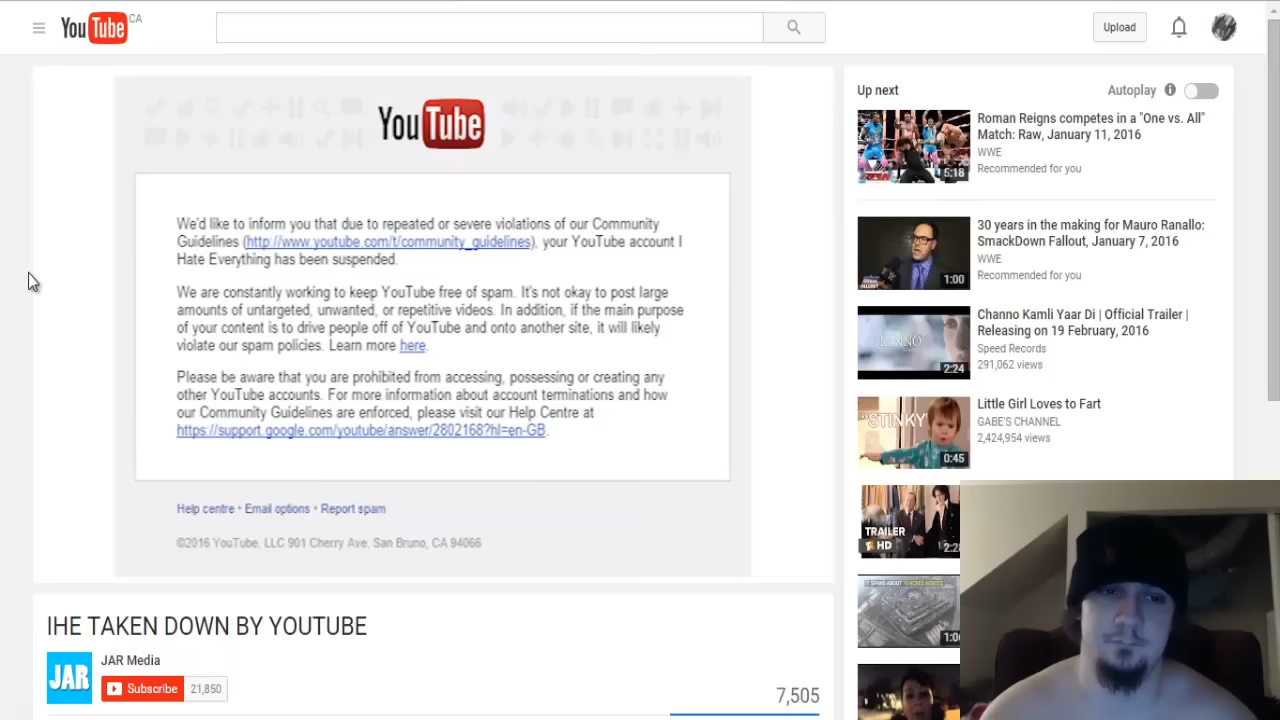 YouTube CA
Upload
YouTube
We'd like to inform you that due to repeated or severe violations of our Community
Guidelines (http://www.youtube.com/t/community_guidelines), your YouTube account I
Hate Everything has been suspended.
We are constantly working to keep YouTube free of spam. It's not okay to post large
amounts of untargeted, unwanted, or repetitive videos. In addition, if the main purpose
of your content is to drive people off of YouTube and onto another site, it will likely
violate our spam policies. Learn more here.
Please be aware that you are prohibited from accessing, possessing or creating any
other YouTube accounts. For more information about account terminations and how
our Community Guidelines are enforced, please visit our Help Centre at
https://support.google.com/youtube/answer/2802168?hl=en-GB.
Help centre • Email options • Report spam
©2016 YouTube, LLC 901 Cherry Ave, San Bruno, CA 94066
IHE TAKEN DOWN BY YOUTUBE
JAR
JAR Media
Subscribe 21,850
7,505
Up next
Autoplay
Roman Reigns competes in a "One vs. All"
Match: Raw, January 11, 2016
WWE
Recommended for you
5:18
30 years in the making for Mauro Ranallo:
SmackDown Fallout, January 7, 2016
WWE
Recommended for you
1:00
Channo Kamli Yaar Di | Official Trailer |
Releasing on 19 February, 2016
Speed Records
291,062 views
2:24
Little Girl Loves to Fart
GABE'S CHANNEL
2,424,954 views
"STINKY"
0:45
TRAILER
HD
2:28